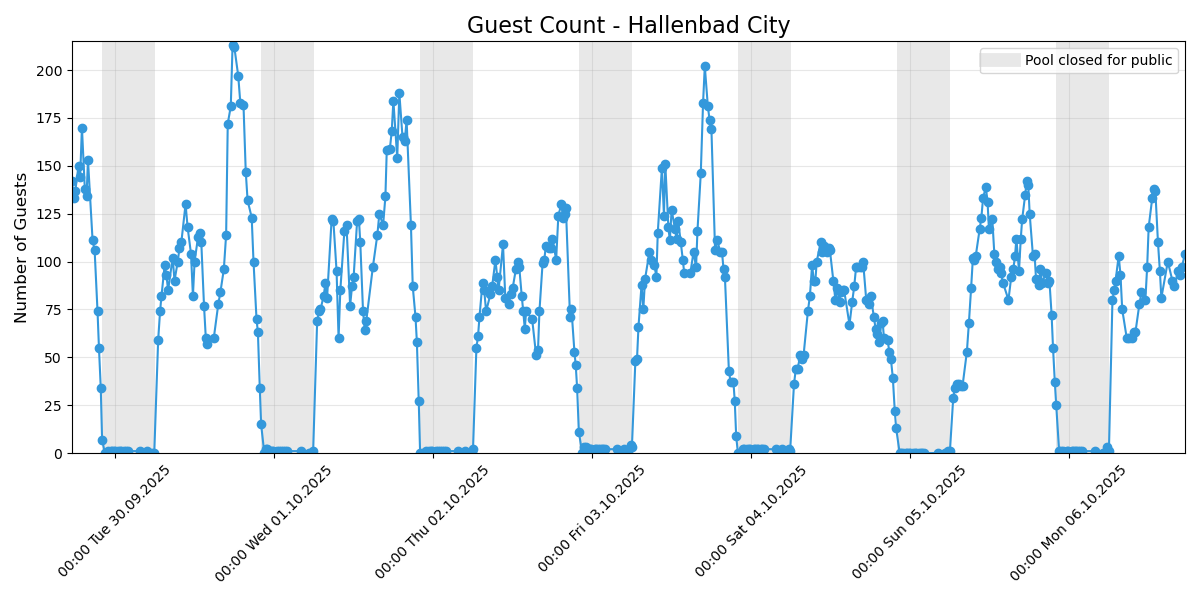 Guest Count - Hallenbad City
Pool closed for public
Number of Guests
200
175
150
125
100
75
50
25
0
00:00 Tue 30.09.2025
00:00 Wed 01.10.2025
00:00 Thu 02.10.2025
00:00 Fri 03.10.2025
00:00 Sat 04.10.2025
00:00 Sun 05.10.2025
00:00 Mon 06.10.2025